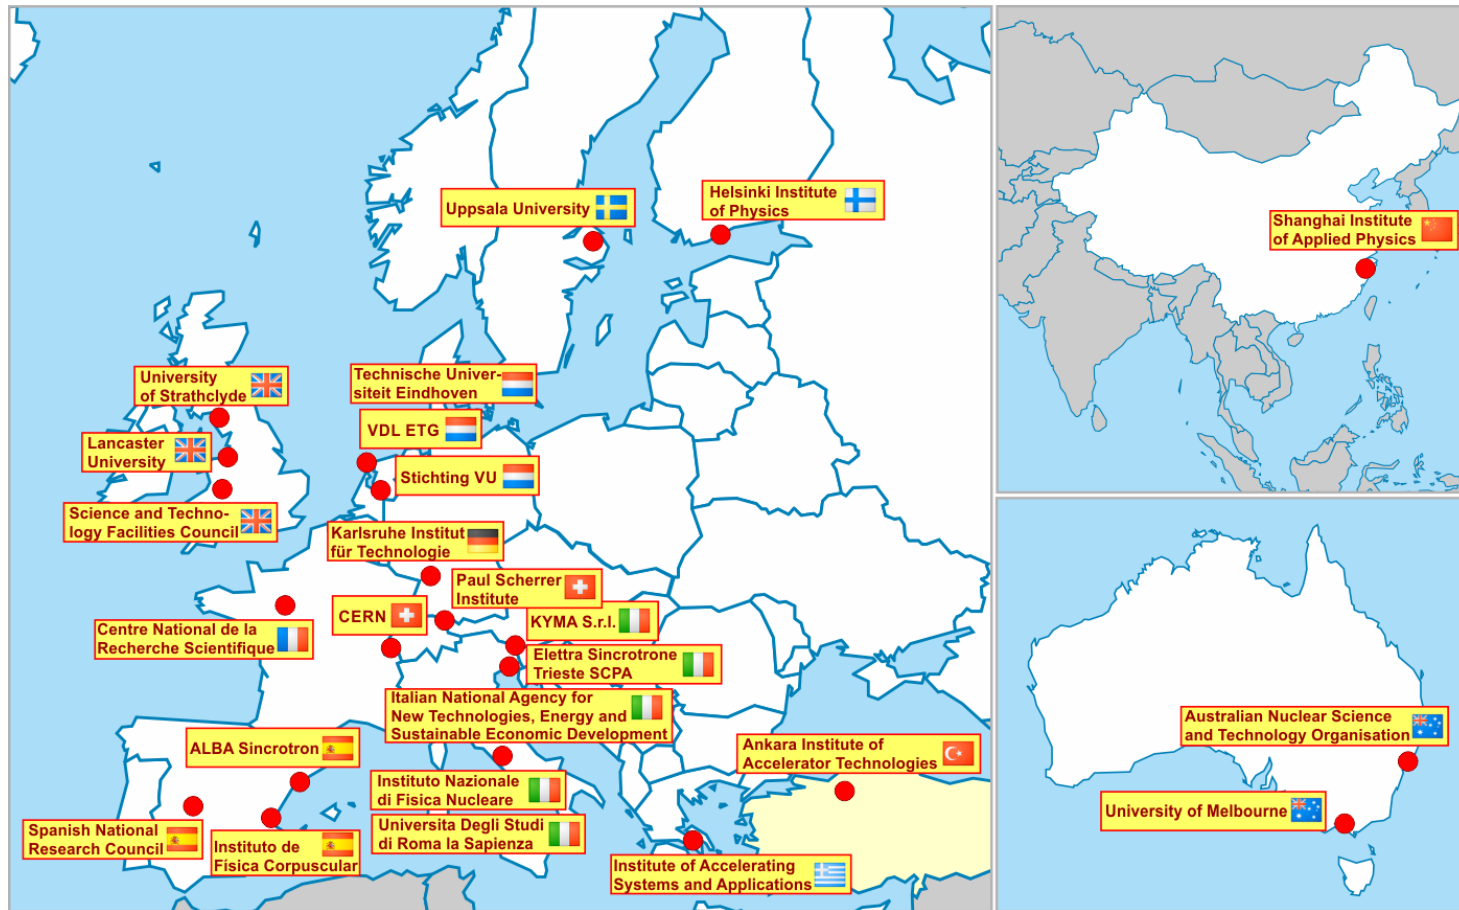 Uppsala University
Helsinki Institute
of Physics
Shanghai Institute
of Applied Physics
University
of Strathclyde
Technische Univer-
siteit Eindhoven
VDL ETG
Lancaster
University
Stichting VU
Science and Techno-
logy Facilities Council
Karlsruhe Institut
für Technologie
Paul Scherrer
Institute
CERN
KYMA S.r.l.
Centre National de la
Recherche Scientifique
Elettra Sincrotrone
Trieste SCPA
Italian National Agency for
New Technologies, Energy and
Sustainable Economic Development
ALBA Sincrotron
Ankara Institute of
Accelerator Technologies
Instituto Nazionale
di Fisica Nucleare
Universita Degli Studi
di Roma la Sapienza
Spanish National
Research Council
Instituto de
Física Corpuscular
Institute of Accelerating
Systems and Applications
Australian Nuclear Science
and Technology Organisation
University of Melbourne